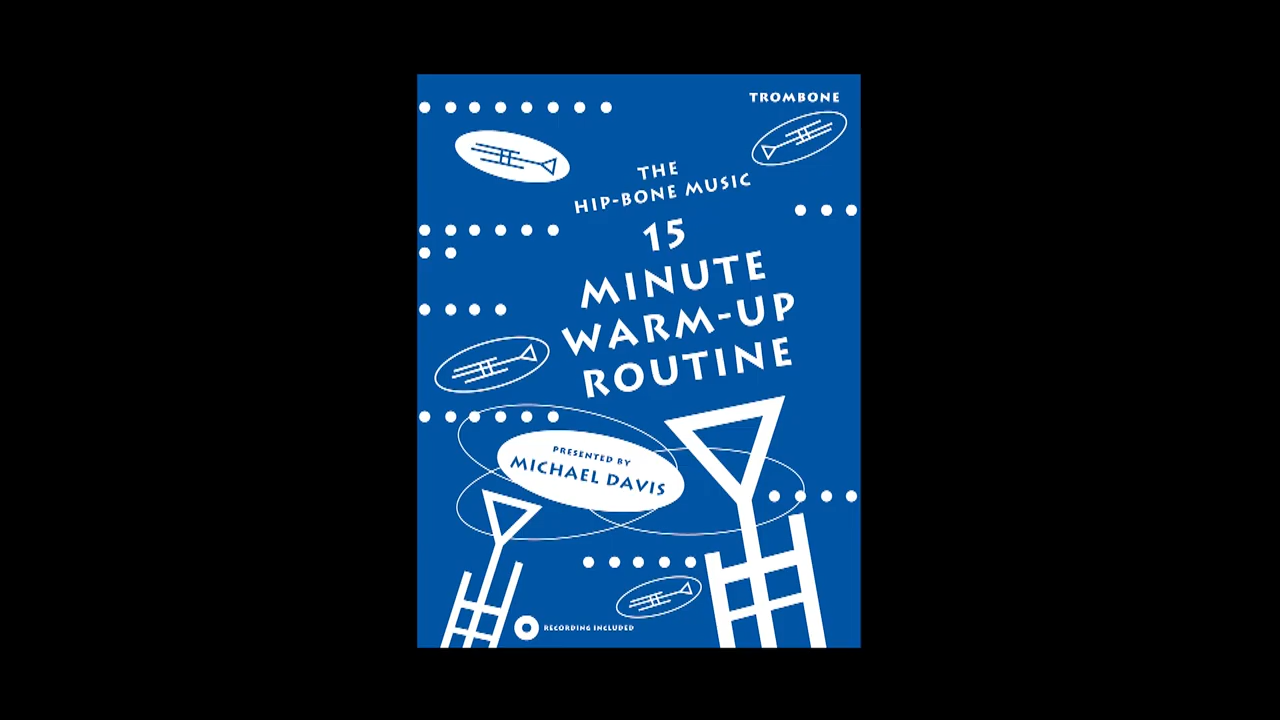 TROMBONE
THE
HIP-BONE MUSIC
15
MINUTE
WARM-UP
ROUTINE
PRESENTED BY
MICHAEL DAVIS
RECORDING INCLUDED